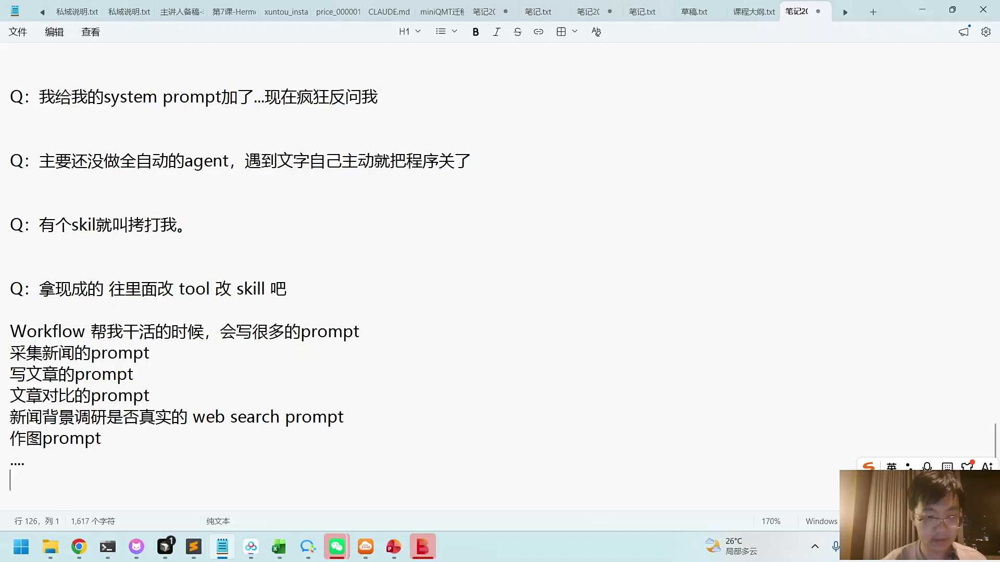 私域说明.txt
私域说明.txt
主讲人备稿-
第7课-Herm
xuntou_insta
price_000001
CLAUDE.md
miniQMT迁
笔记20
笔记.txt
笔记20
笔记.txt
草稿.txt
课程大纲.txt
笔记20
文件 编辑 查看
H1
Q：我给我的system prompt加了...现在疯狂反问我
Q：主要还没做全自动的agent，遇到文字自己主动就把程序关了
Q：有个skil就叫拷打我。
Q：拿现成的 往里面改 tool 改 skill 吧
Workflow 帮我干活的时候，会写很多的prompt
采集新闻的prompt
写文章的prompt
文章对比的prompt
新闻背景调研是否真实的 web search prompt
作图prompt
....
英
行 126，列 1
1,617 个字符
纯文本
170%
Windows
1
26°C
局部多云